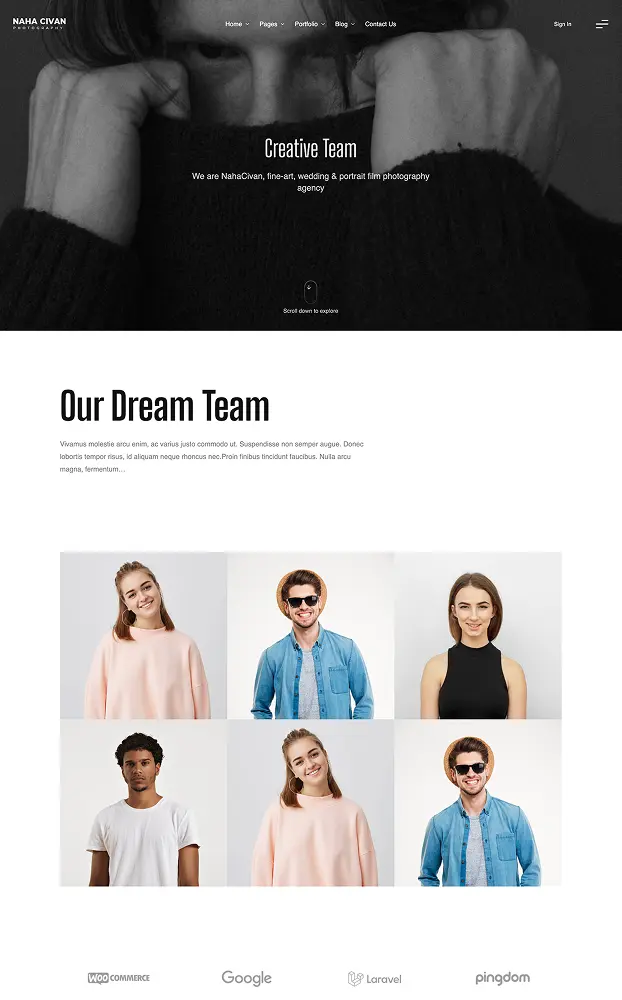 NAHA CIVAN
PHOTOGRAPHY
Home Pages Portfolio Blog Contact Us
Sign In
Creative Team
We are NahaCivan, fine-art, wedding & portrait film photography
agency
Scroll down to explore
Our Dream Team
Vivamus molestie arcu enim, ac varius justo commodo ut. Suspendisse non semper augue. Donec
lobortis tempor risus, id aliquam neque rhoncus nec.Proin finibus tincidunt faucibus. Nulla arcu
magna, fermentum…
WOO COMMERCE
Google
Laravel
pingdom